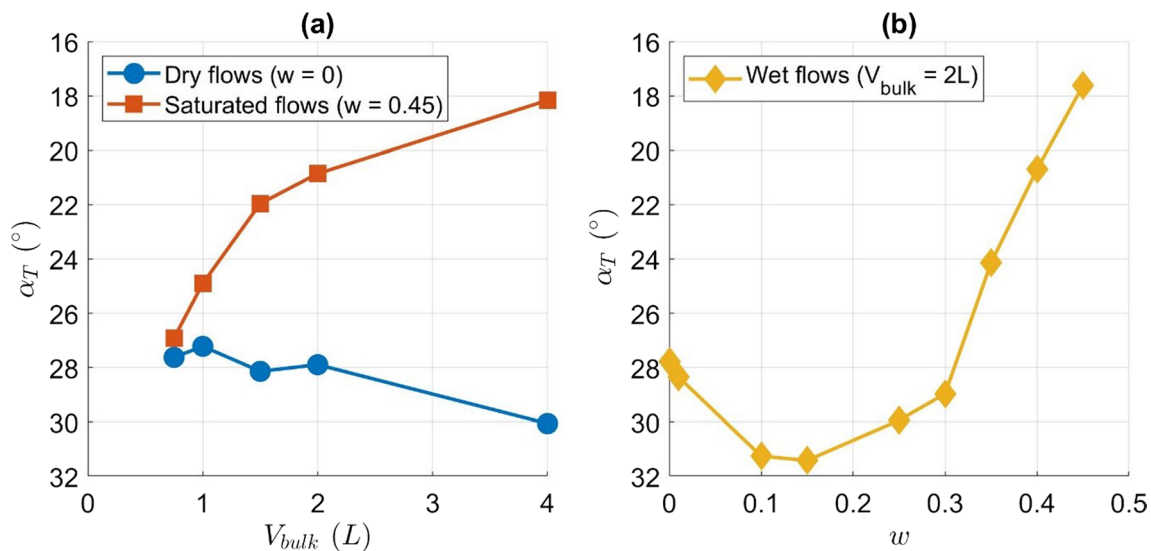 (a)
16
18
20
22
24
26
28
30
32
α_T (°)
Dry flows (w = 0)
Saturated flows (w = 0.45)
0 1 2 3 4
V_bulk (L)
(b)
16
18
20
22
24
26
28
30
32
α_T (°)
Wet flows (V_bulk = 2L)
0 0.1 0.2 0.3 0.4 0.5
w